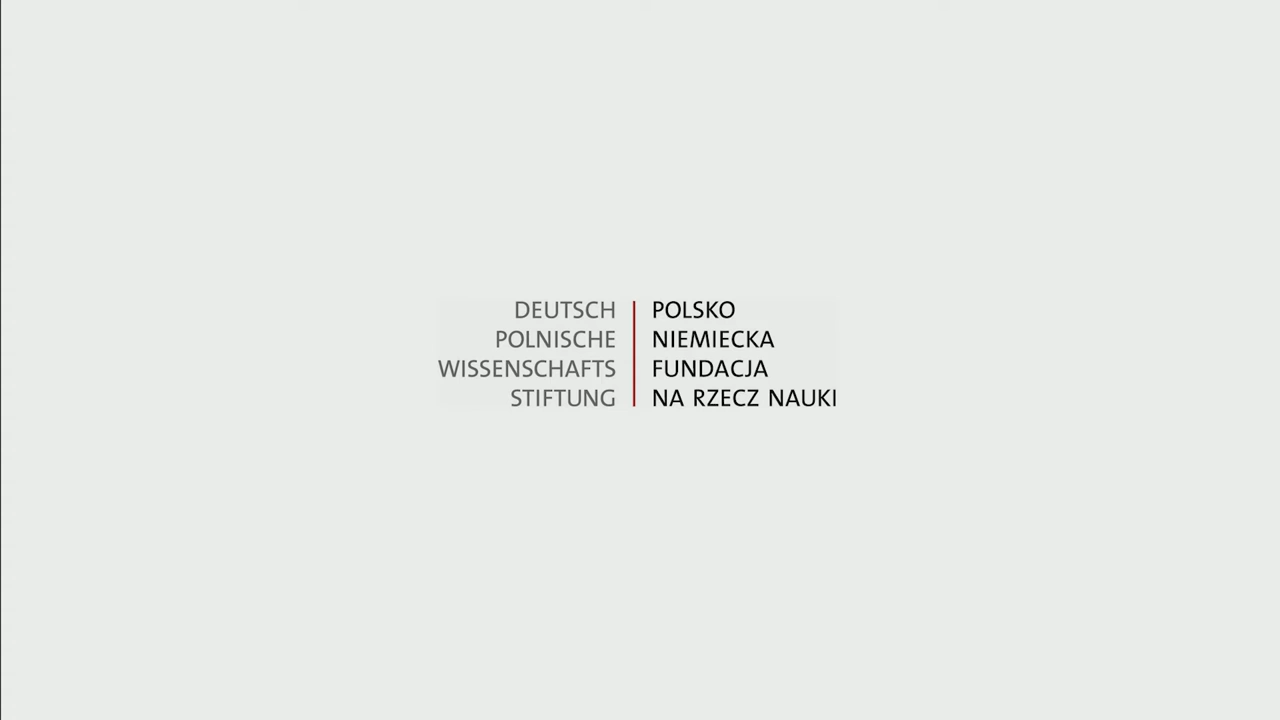 DEUTSCH
POLNISCHE
WISSENSCHAFTS
STIFTUNG
POLSKO
NIEMIECKA
FUNDACJA
NA RZECZ NAUKI